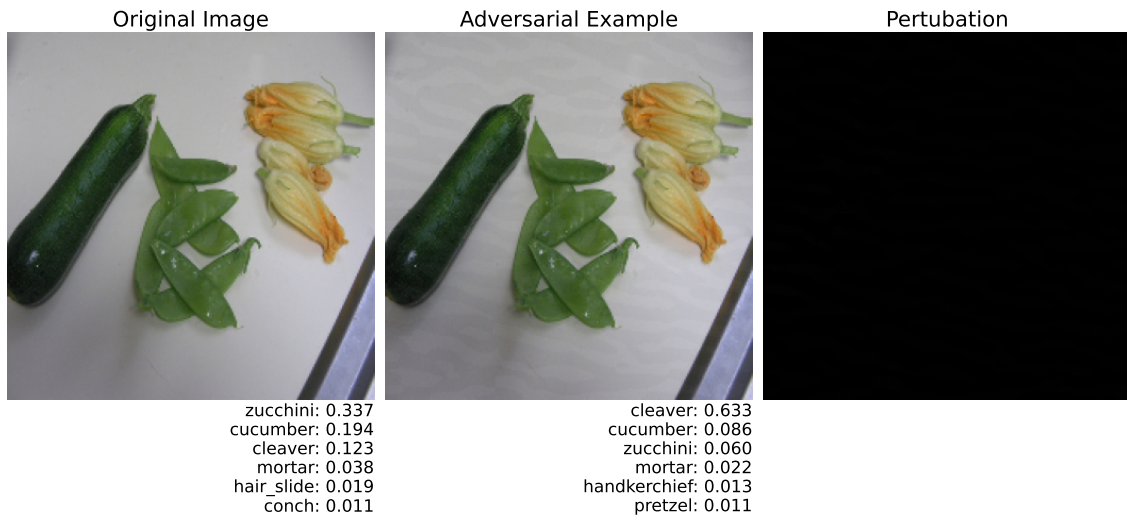 Original Image
Adversarial Example
Pertubation
zucchini: 0.337
cucumber: 0.194
cleaver: 0.123
mortar: 0.038
hair_slide: 0.019
conch: 0.011
cleaver: 0.633
cucumber: 0.086
zucchini: 0.060
mortar: 0.022
handkerchief: 0.013
pretzel: 0.011